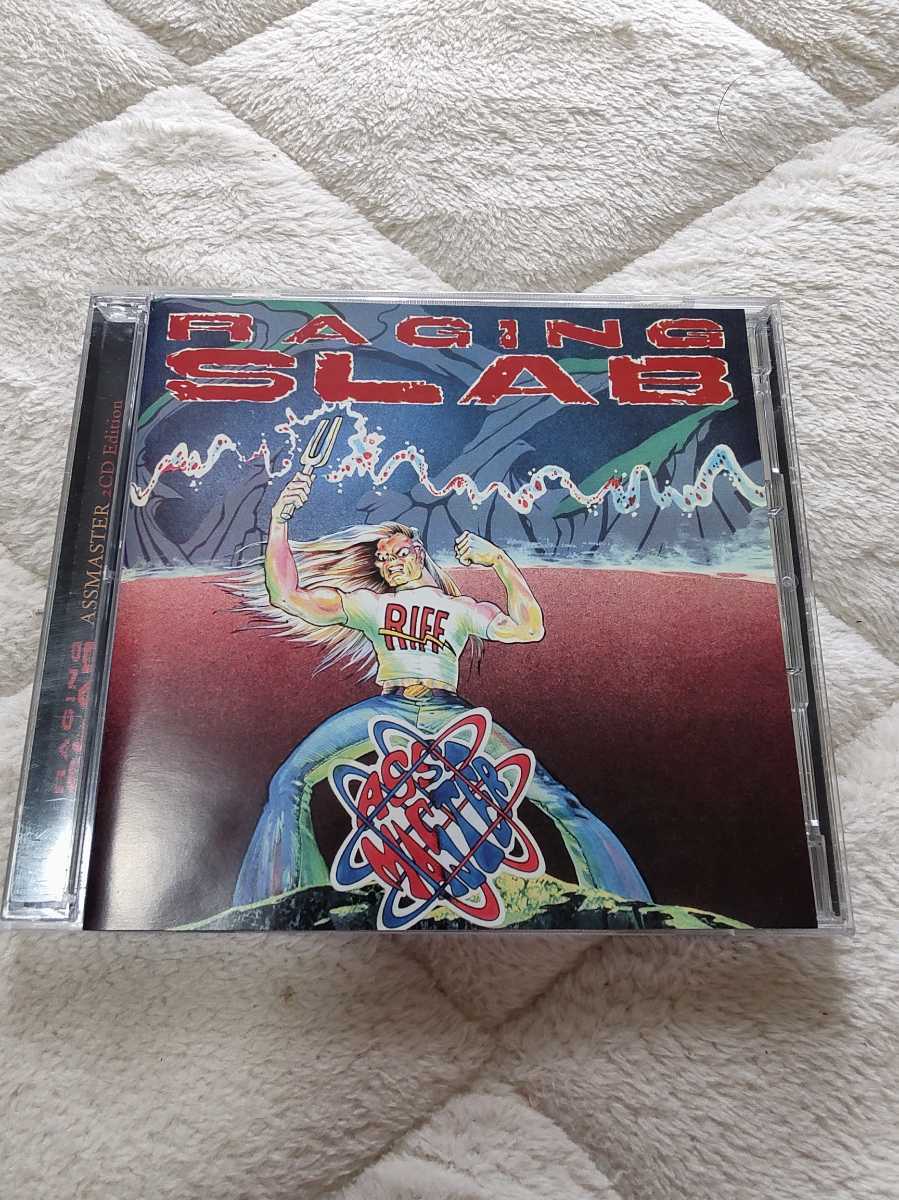 RAGING
SLAB
RIFF
ASS
MASTER
RAGING
SLAB
ASSMASTER 2CD Edition